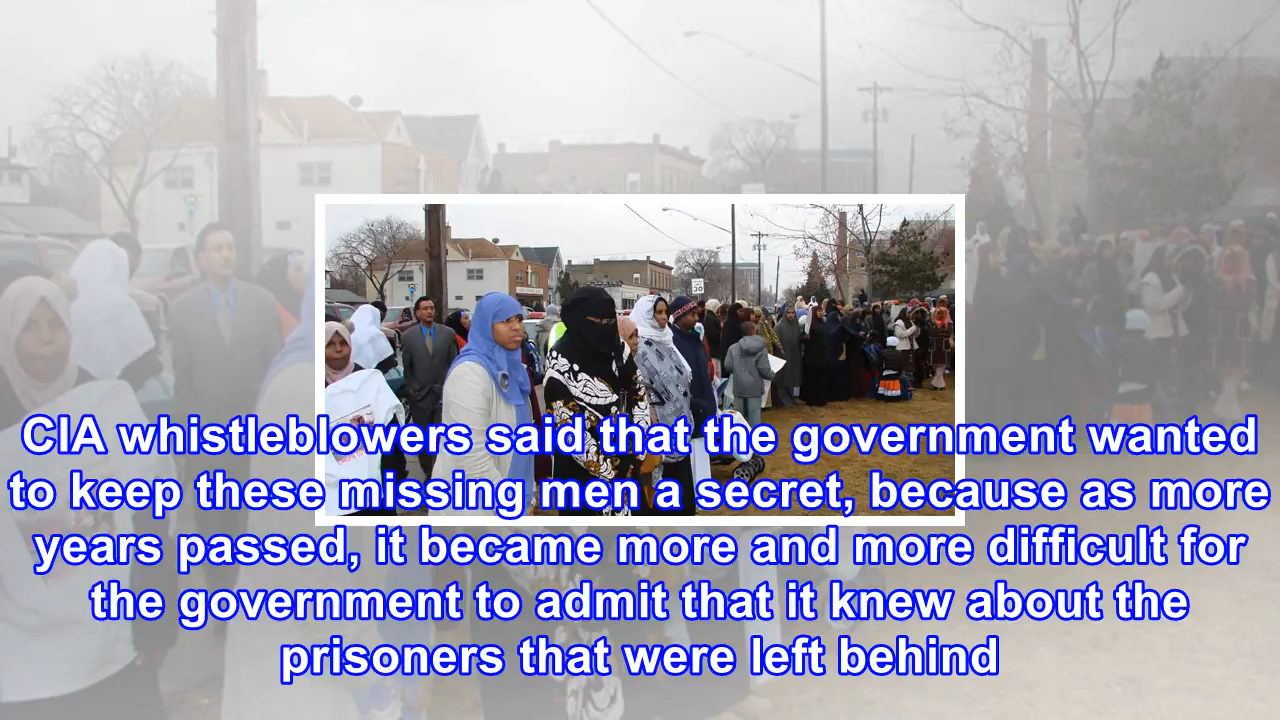 CIA whistleblowers said that the government wanted
to keep these missing men a secret, because as more
years passed, it became more and more difficult for
the government to admit that it knew about the
prisoners that were left behind